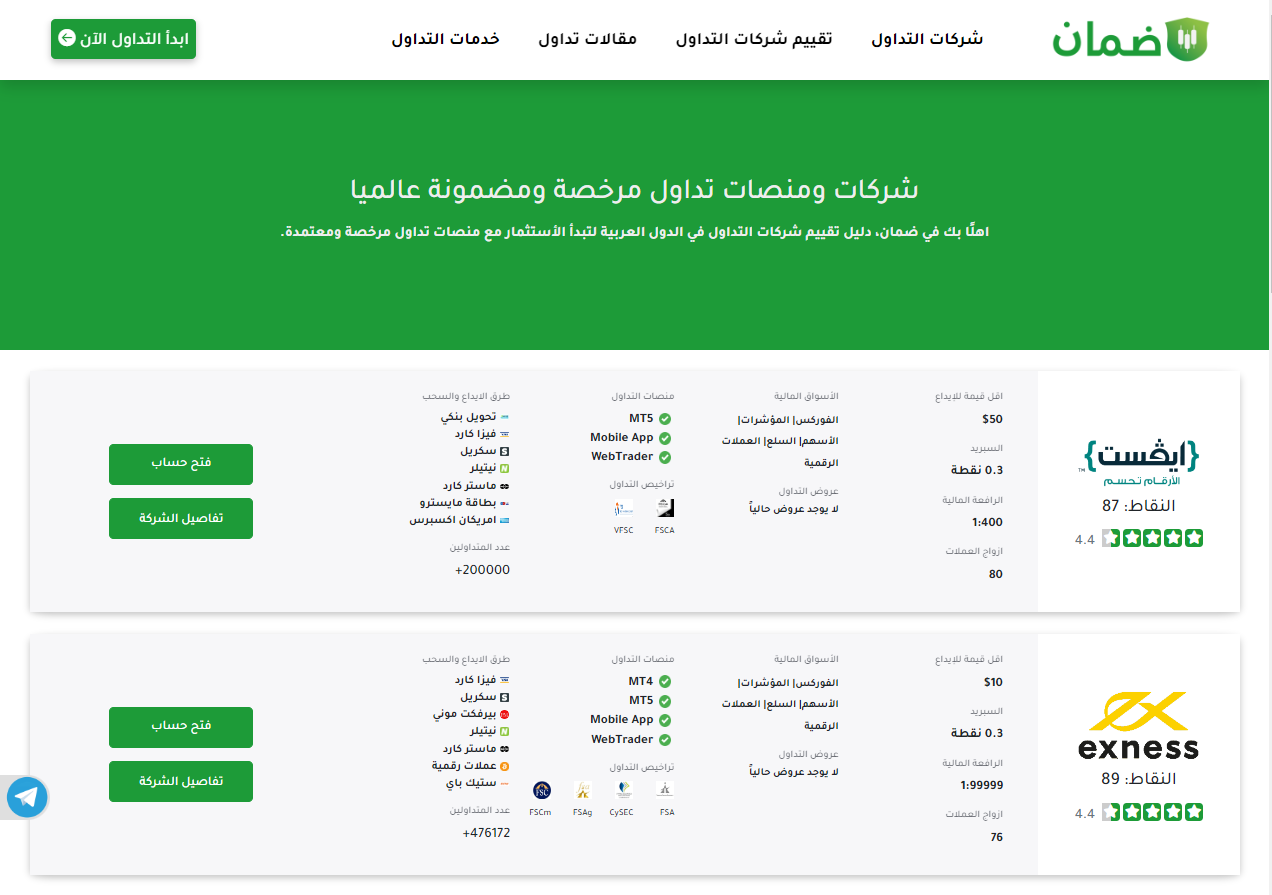 ضمان
شركات التداول
تقييم شركات التداول
مقالات تداول
خدمات التداول
ابدأ التداول الآن
شركات ومنصات تداول مرخصة ومضمونة عالميا
اهلًا بك في ضمان، دليل تقييم شركات التداول في الدول العربية لتبدأ الأستثمار مع منصات تداول مرخصة ومعتمدة.
{ايڤست}™
الأرقـام تـحسـم
النقاط: 87
4.4
اقل قيمة للإيداع
$50
السبريد
0.3 نقطة
الرافعة المالية
1:400
ازواج العملات
80
الأسواق المالية
الفوركس| المؤشرات|
الأسهم| السلع| العملات
الرقمية
عروض التداول
لا يوجد عروض حالياً
منصات التداول
MT5
Mobile App
WebTrader
تراخيص التداول
FSCA
VFSC
طرق الايداع والسحب
تحويل بنكي
فيزا كارد
سكريل
نيتيلر
ماستر كارد
بطاقة مايسترو
امريكان اكسبرس
عدد المتداولين
+200000
فتح حساب
تفاصيل الشركة
exness
النقاط: 89
4.4
اقل قيمة للإيداع
$10
السبريد
0.3 نقطة
الرافعة المالية
1:99999
ازواج العملات
76
الأسواق المالية
الفوركس| المؤشرات|
الأسهم| السلع| العملات
الرقمية
عروض التداول
لا يوجد عروض حالياً
منصات التداول
MT4
MT5
Mobile App
WebTrader
تراخيص التداول
FSA
CySEC
FSAg
FSC
FSCm
طرق الايداع والسحب
فيزا كارد
سكريل
بيرفكت موني
نيتيلر
ماستر كارد
عملات رقمية
ستيك باي
عدد المتداولين
+476172
فتح حساب
تفاصيل الشركة